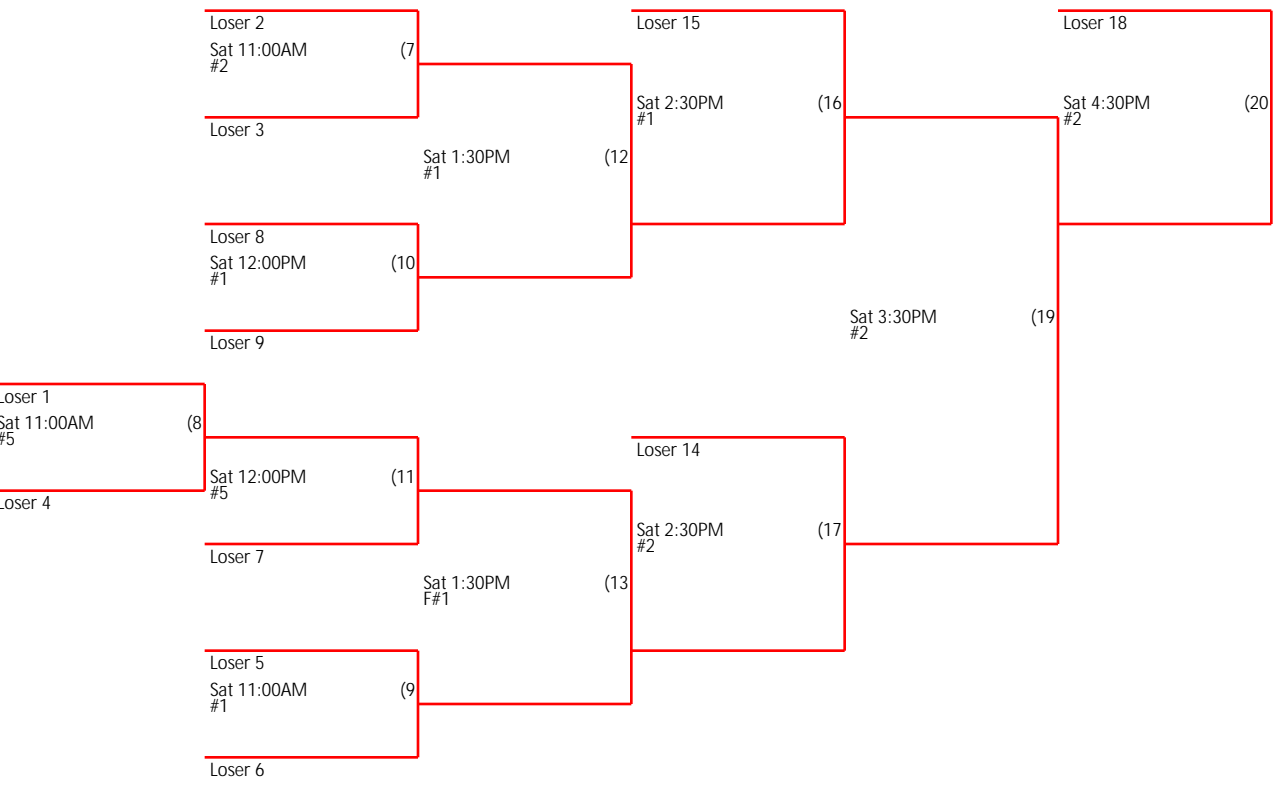 Loser 2
Sat 11:00AM (7
#2
Loser 3
Sat 1:30PM (12
#1
Loser 8
Sat 12:00PM (10
#1
Loser 9
Loser 15
Sat 2:30PM (16
#1
Loser 18
Sat 4:30PM (20
#2
Sat 3:30PM (19
#2
Loser 1
Sat 11:00AM (8
#5
Loser 4
Sat 12:00PM (11
#5
Loser 7
Sat 1:30PM (13
F#1
Loser 5
Sat 11:00AM (9
#1
Loser 6
Loser 14
Sat 2:30PM (17
#2